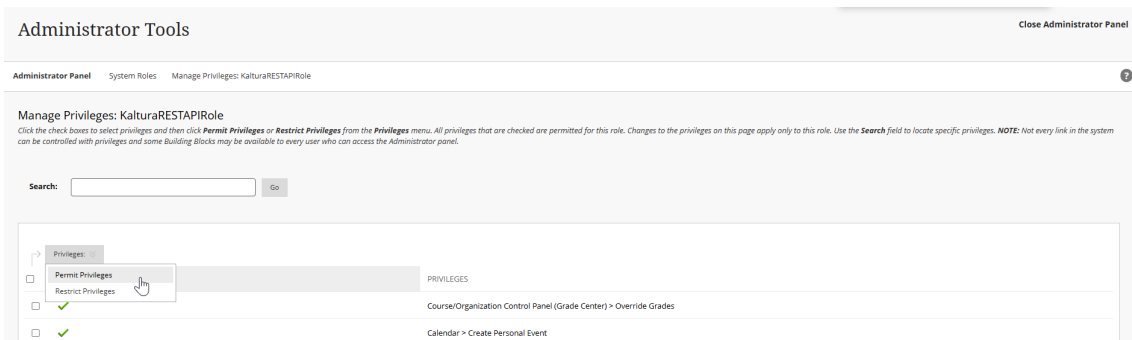 Administrator Tools
Close Administrator Panel
Administrator Panel System Roles Manage Privileges: KalturaRESTAPIRole
?
Manage Privileges: KalturaRESTAPIRole
Click the check boxes to select privileges and then click Permit Privileges or Restrict Privileges from the Privileges menu. All privileges that are checked are permitted for this role. Changes to the privileges on this page apply only to this role. Use the Search field to locate specific privileges. NOTE: Not every link in the system
can be controlled with privileges and some Building Blocks may be available to every user who can access the Administrator panel.
Search: Go
Privileges:
Permit Privileges
Restrict Privileges
PRIVILEGES
Course/Organization Control Panel (Grade Center) > Override Grades
Calendar > Create Personal Event